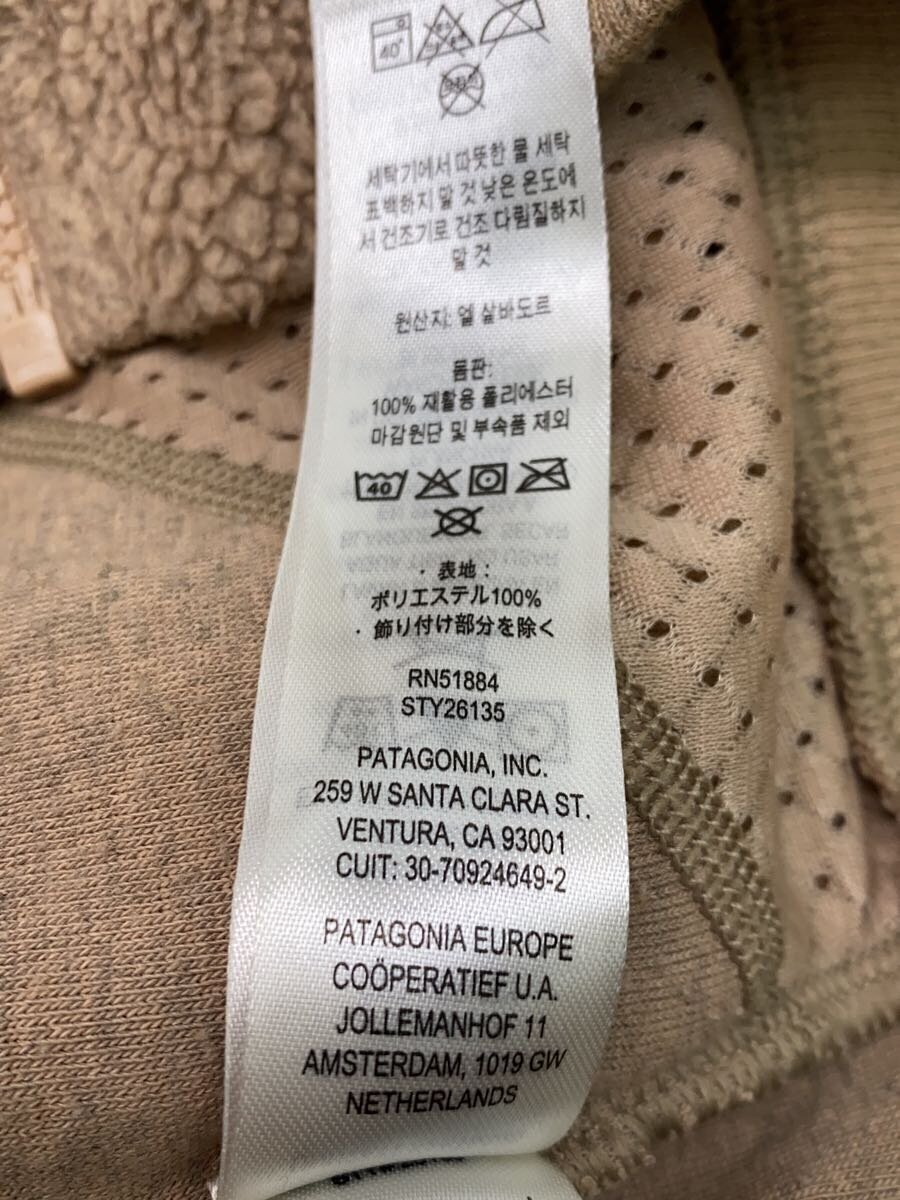 40°
세탁기에서 따뜻한 물 세탁
표백하지 말 것 낮은 온도에
서 건조기로 건조 다림질하지
말 것
원산지: 엘 살바도르
몸판:
100% 재활용 폴리에스터
마감원단 및 부속품 제외
40
・ 表地：
ポリエステル100%
・ 飾り付け部分を除く
RN51884
STY26135
PATAGONIA, INC.
259 W SANTA CLARA ST.
VENTURA, CA 93001
CUIT: 30-70924649-2
PATAGONIA EUROPE
COÖPERATIEF U.A.
JOLLEMANHOF 11
AMSTERDAM, 1019 GW
NETHERLANDS